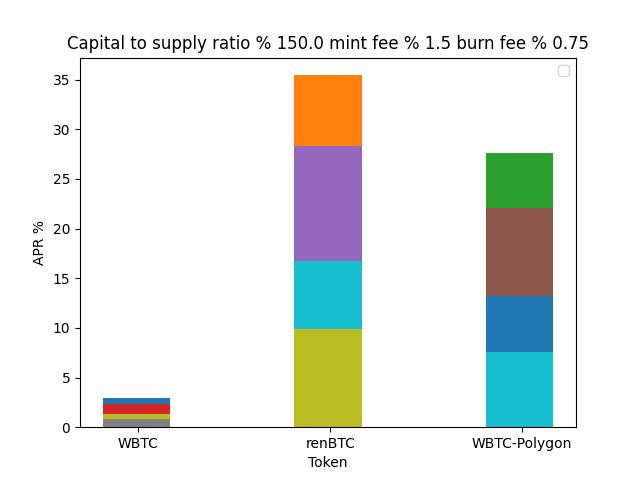 Capital to supply ratio % 150.0 mint fee % 1.5 burn fee % 0.75
35
30
25
20
15
10
5
0
APR %
WBTC
renBTC
WBTC-Polygon
Token